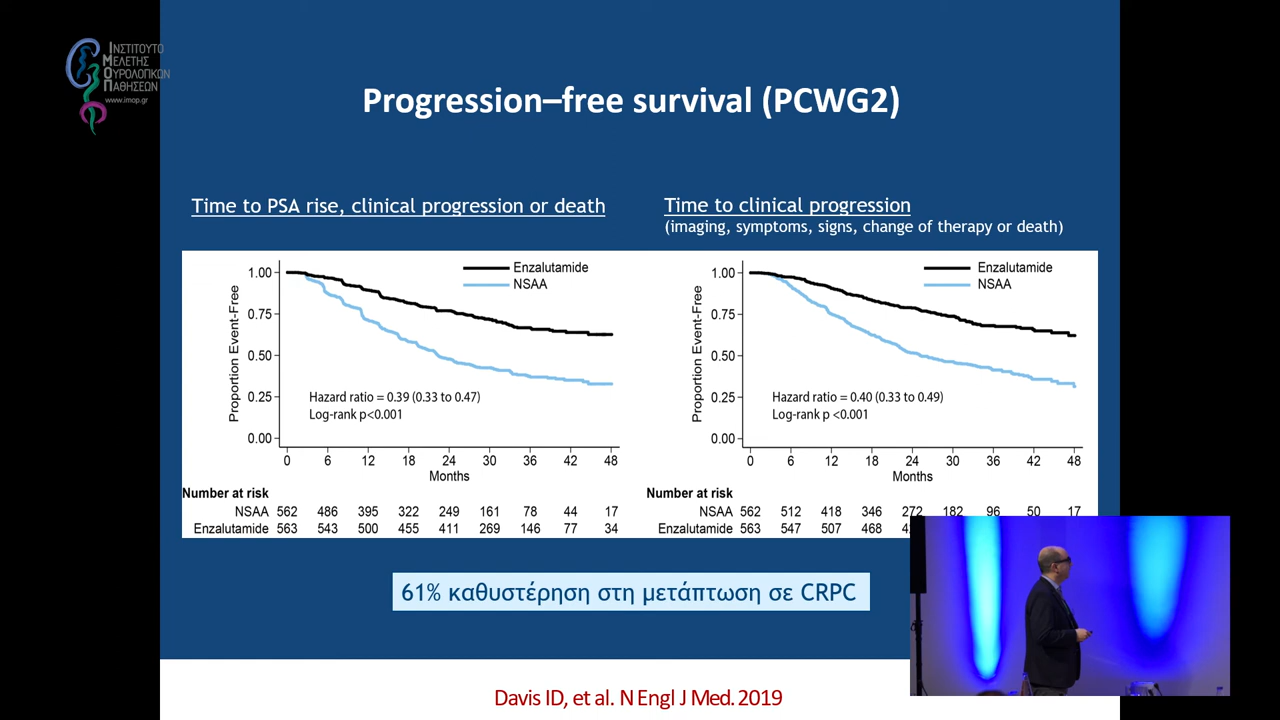 ΙΝΣΤΙΤΟΥΤΟ
ΜΕΛΕΤΗΣ
ΟΥΡΟΛΟΓΙΚΩΝ
ΠΑΘΗΣΕΩΝ
www.imop.gr
Progression–free survival (PCWG2)
Time to PSA rise, clinical progression or death
1.00
0.75
0.50
0.25
0.00
Proportion Event-Free
Enzalutamide
NSAA
Hazard ratio = 0.39 (0.33 to 0.47)
Log-rank p<0.001
0 6 12 18 24 30 36 42 48
Months
Number at risk
NSAA 562 486 395 322 249 161 78 44 17
Enzalutamide 563 543 500 455 411 269 146 77 34
Time to clinical progression
(imaging, symptoms, signs, change of therapy or death)
1.00
0.75
0.50
0.25
0.00
Proportion Event-Free
Enzalutamide
NSAA
Hazard ratio = 0.40 (0.33 to 0.49)
Log-rank p <0.001
0 6 12 18 24 30 36 42 48
Months
Number at risk
NSAA 562 512 418 346 272 182 96 50 17
Enzalutamide 563 547 507 468
61% καθυστέρηση στη μετάπτωση σε CRPC
Davis ID, et al. N Engl J Med. 2019